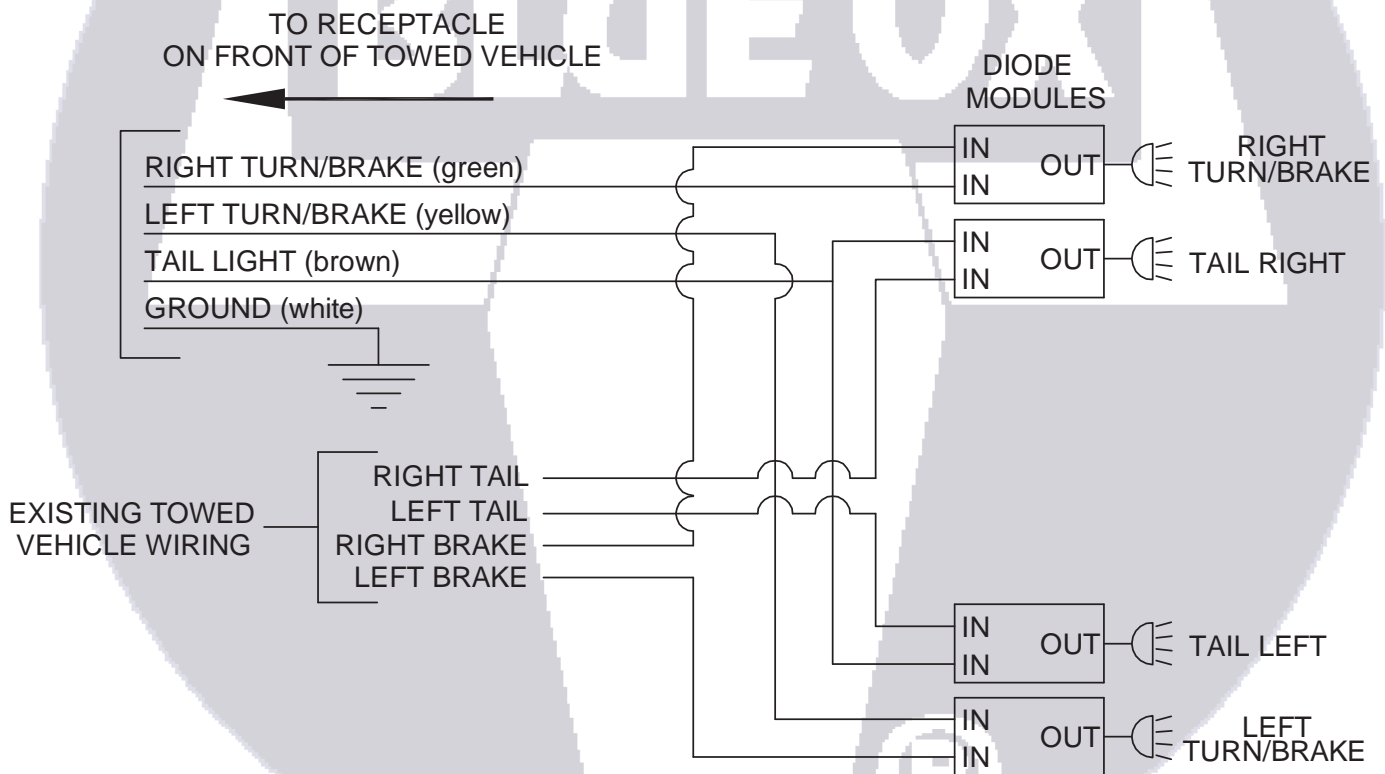 BLUE OX
TO RECEPTACLE
ON FRONT OF TOWED VEHICLE
DIODE
MODULES
RIGHT TURN/BRAKE (green)
LEFT TURN/BRAKE (yellow)
TAIL LIGHT (brown)
GROUND (white)
IN
IN
OUT
RIGHT
TURN/BRAKE
IN
IN
OUT
TAIL RIGHT
EXISTING TOWED
VEHICLE WIRING
RIGHT TAIL
LEFT TAIL
RIGHT BRAKE
LEFT BRAKE
IN
IN
OUT
TAIL LEFT
IN
IN
OUT
LEFT
TURN/BRAKE
®